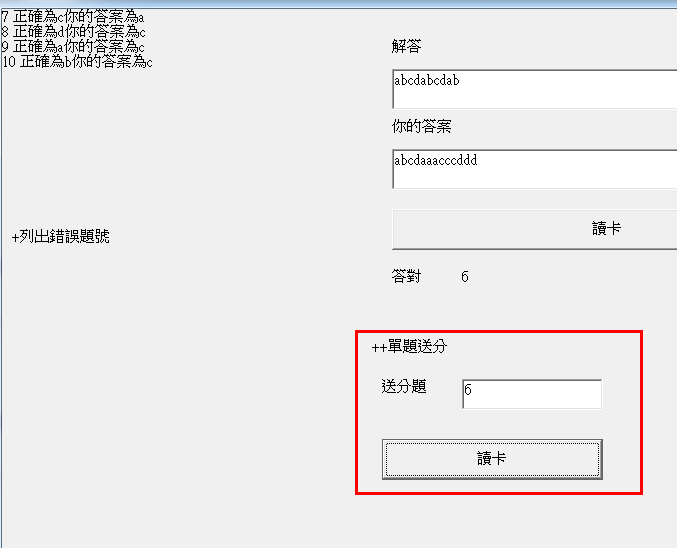 7 正確為c你的答案為a
8 正確為d你的答案為c
9 正確為a你的答案為c
10 正確為b你的答案為c
解答
abcdabcdab
你的答案
abcdaaacccddd
讀卡
+列出錯誤題號
答對 6
++單題送分
送分題 6
讀卡